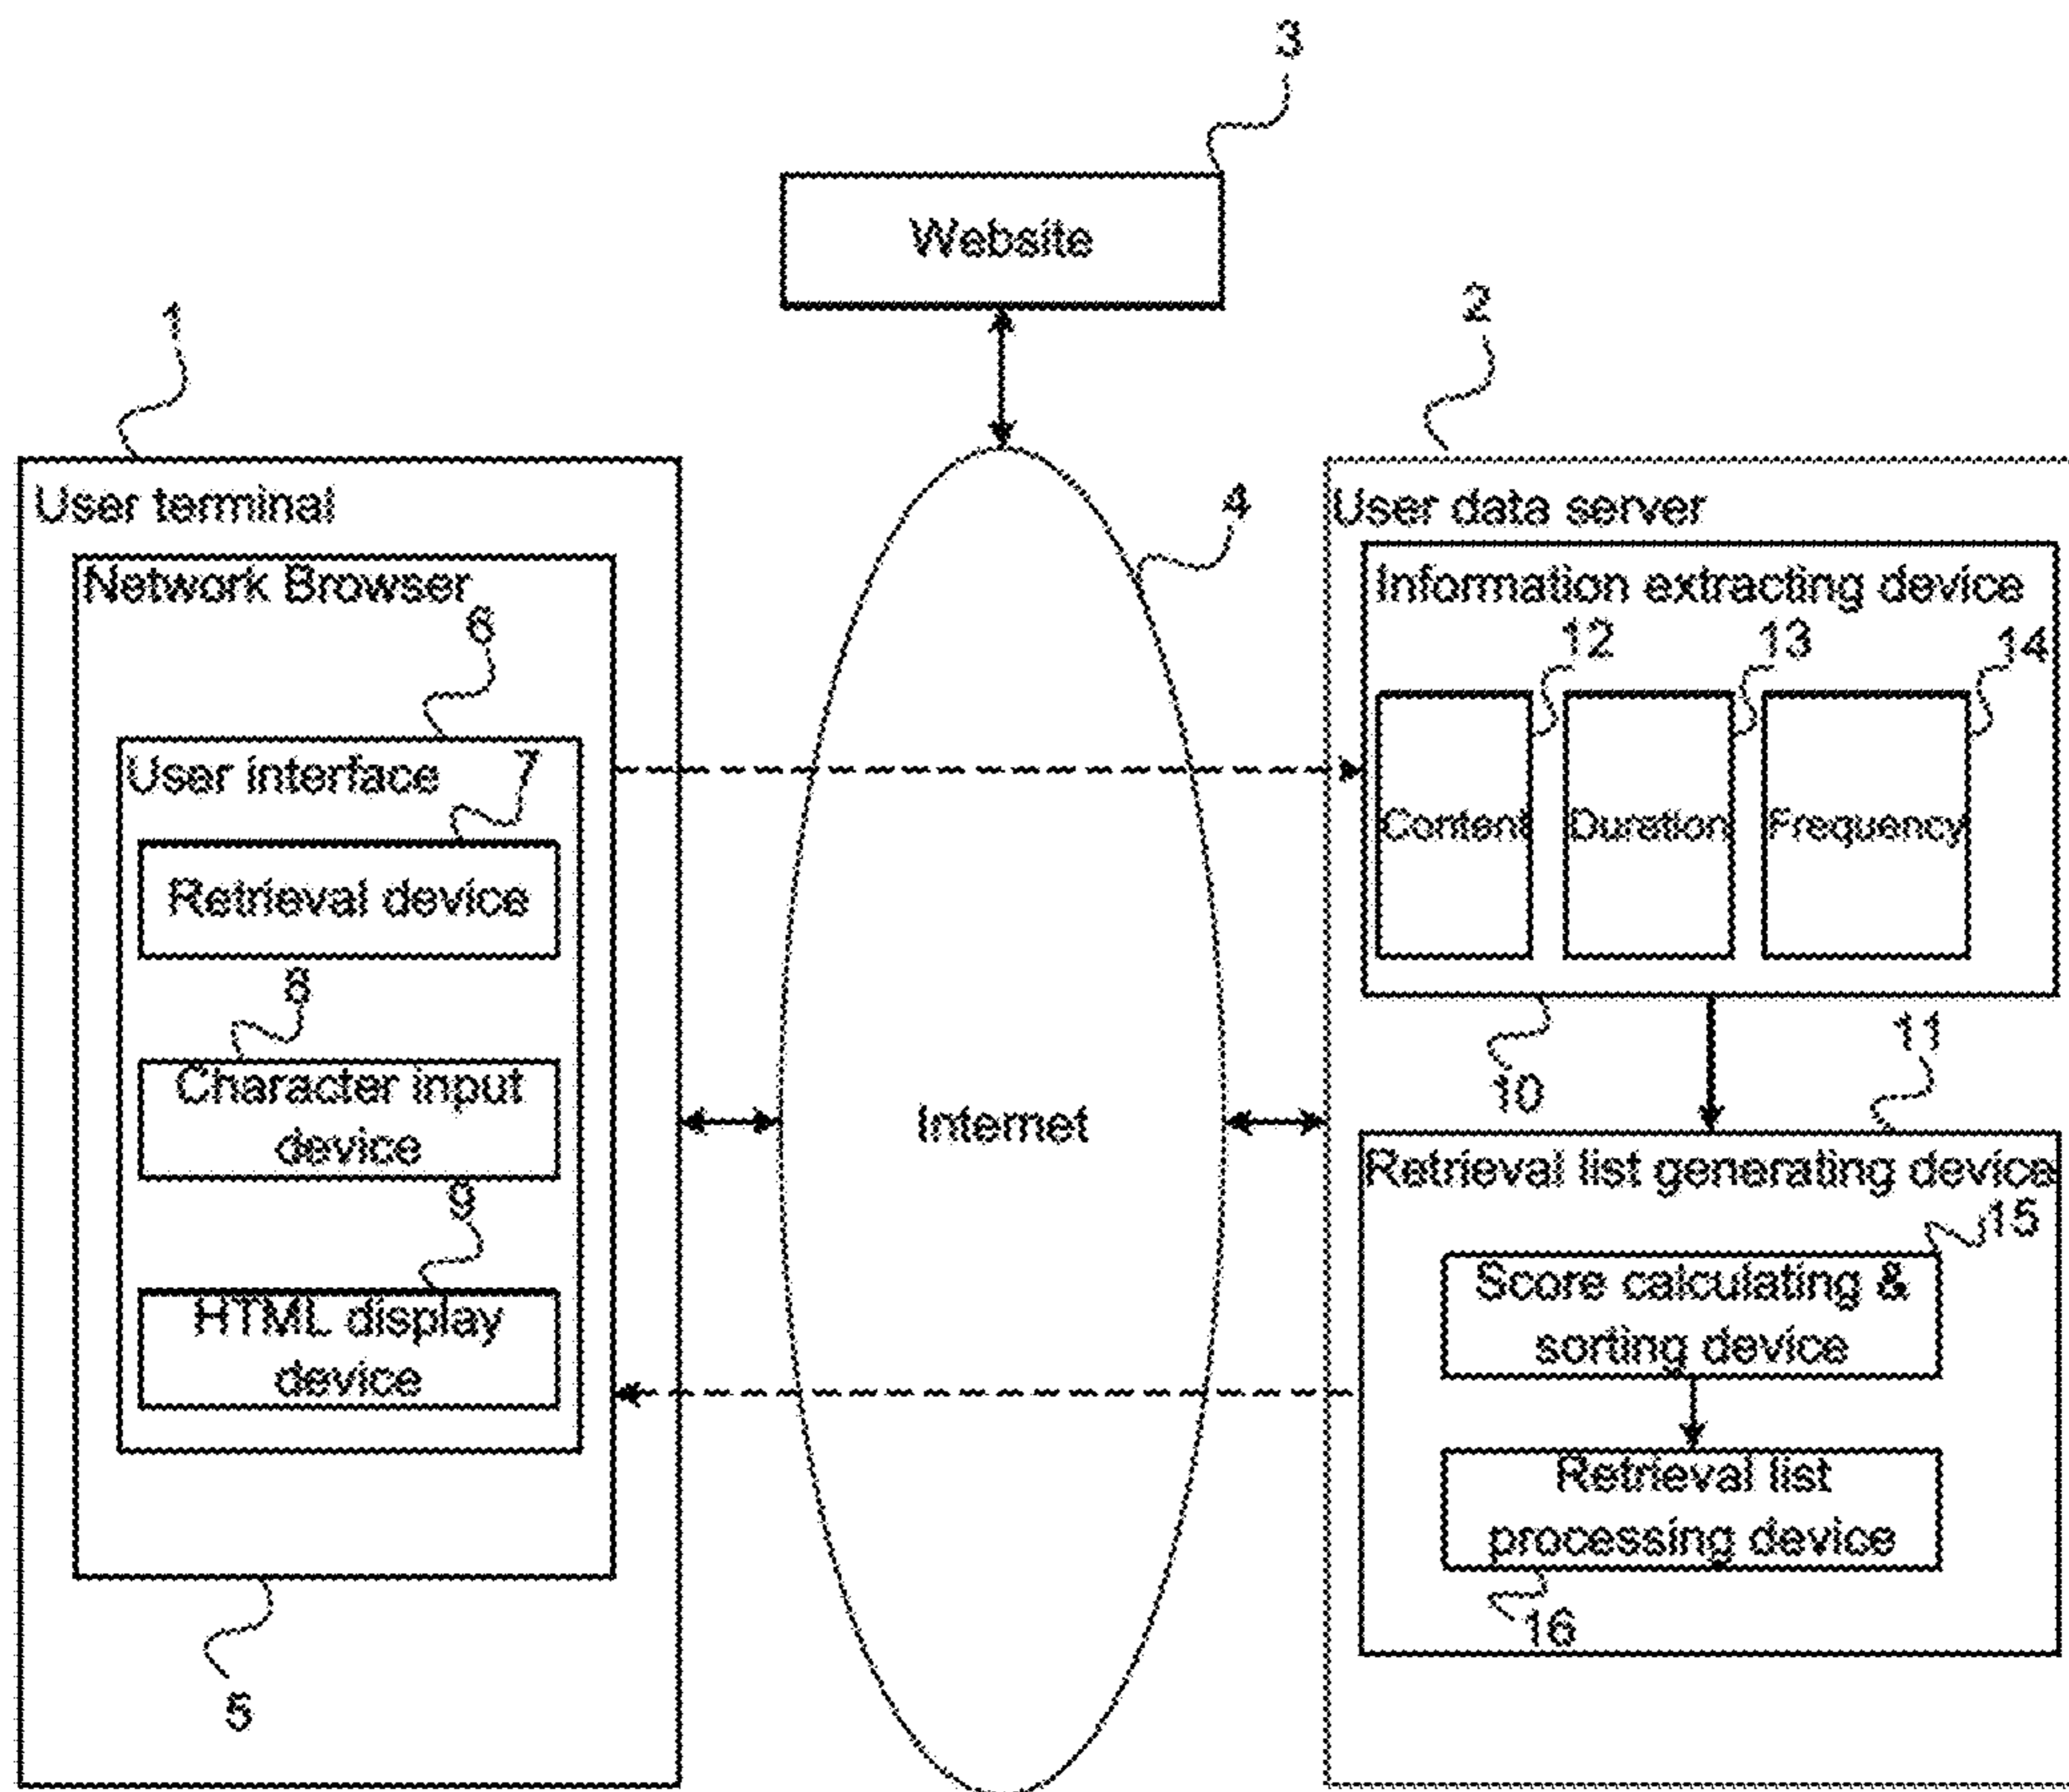 3
Website
1
2
User terminal
4
User data server
Network Browser
Information extracting device
6
12
13
14
User interface
7
Content
Duration
Frequency
Retrieval device
8
10
11
Character input
device
Internet
Retrieval list generating device
9
15
HTML display
device
Score calculating &
sorting device
Retrieval list
processing device
16
5